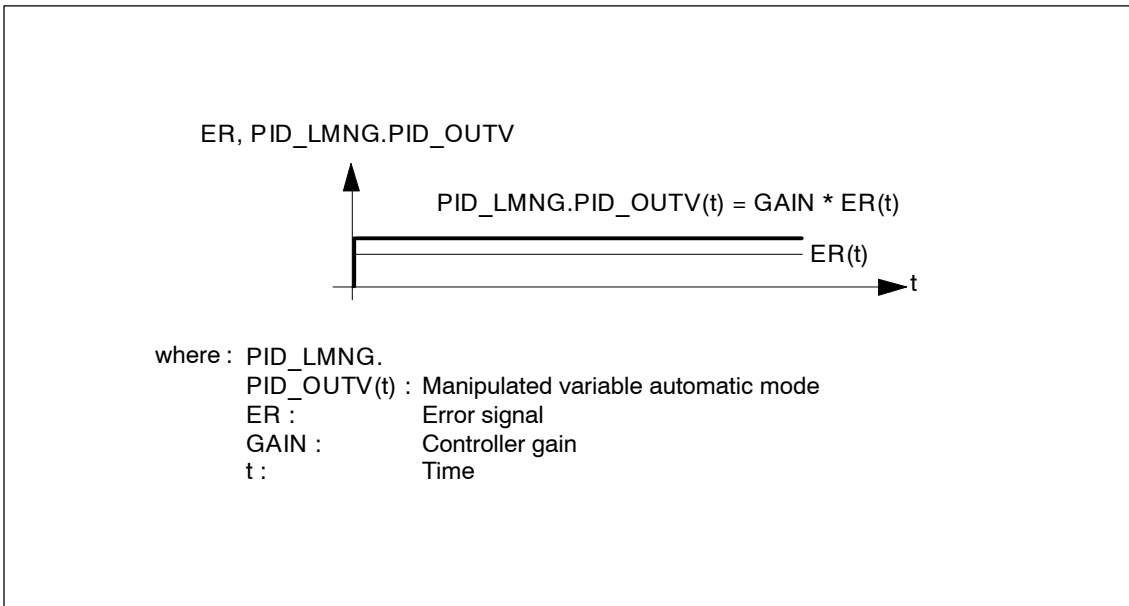 ER, PID_LMNG.PID_OUTV
PID_LMNG.PID_OUTV(t) = GAIN * ER(t)
ER(t)
t
where : PID_LMNG.
PID_OUTV(t) : Manipulated variable automatic mode
ER : Error signal
GAIN : Controller gain
t : Time